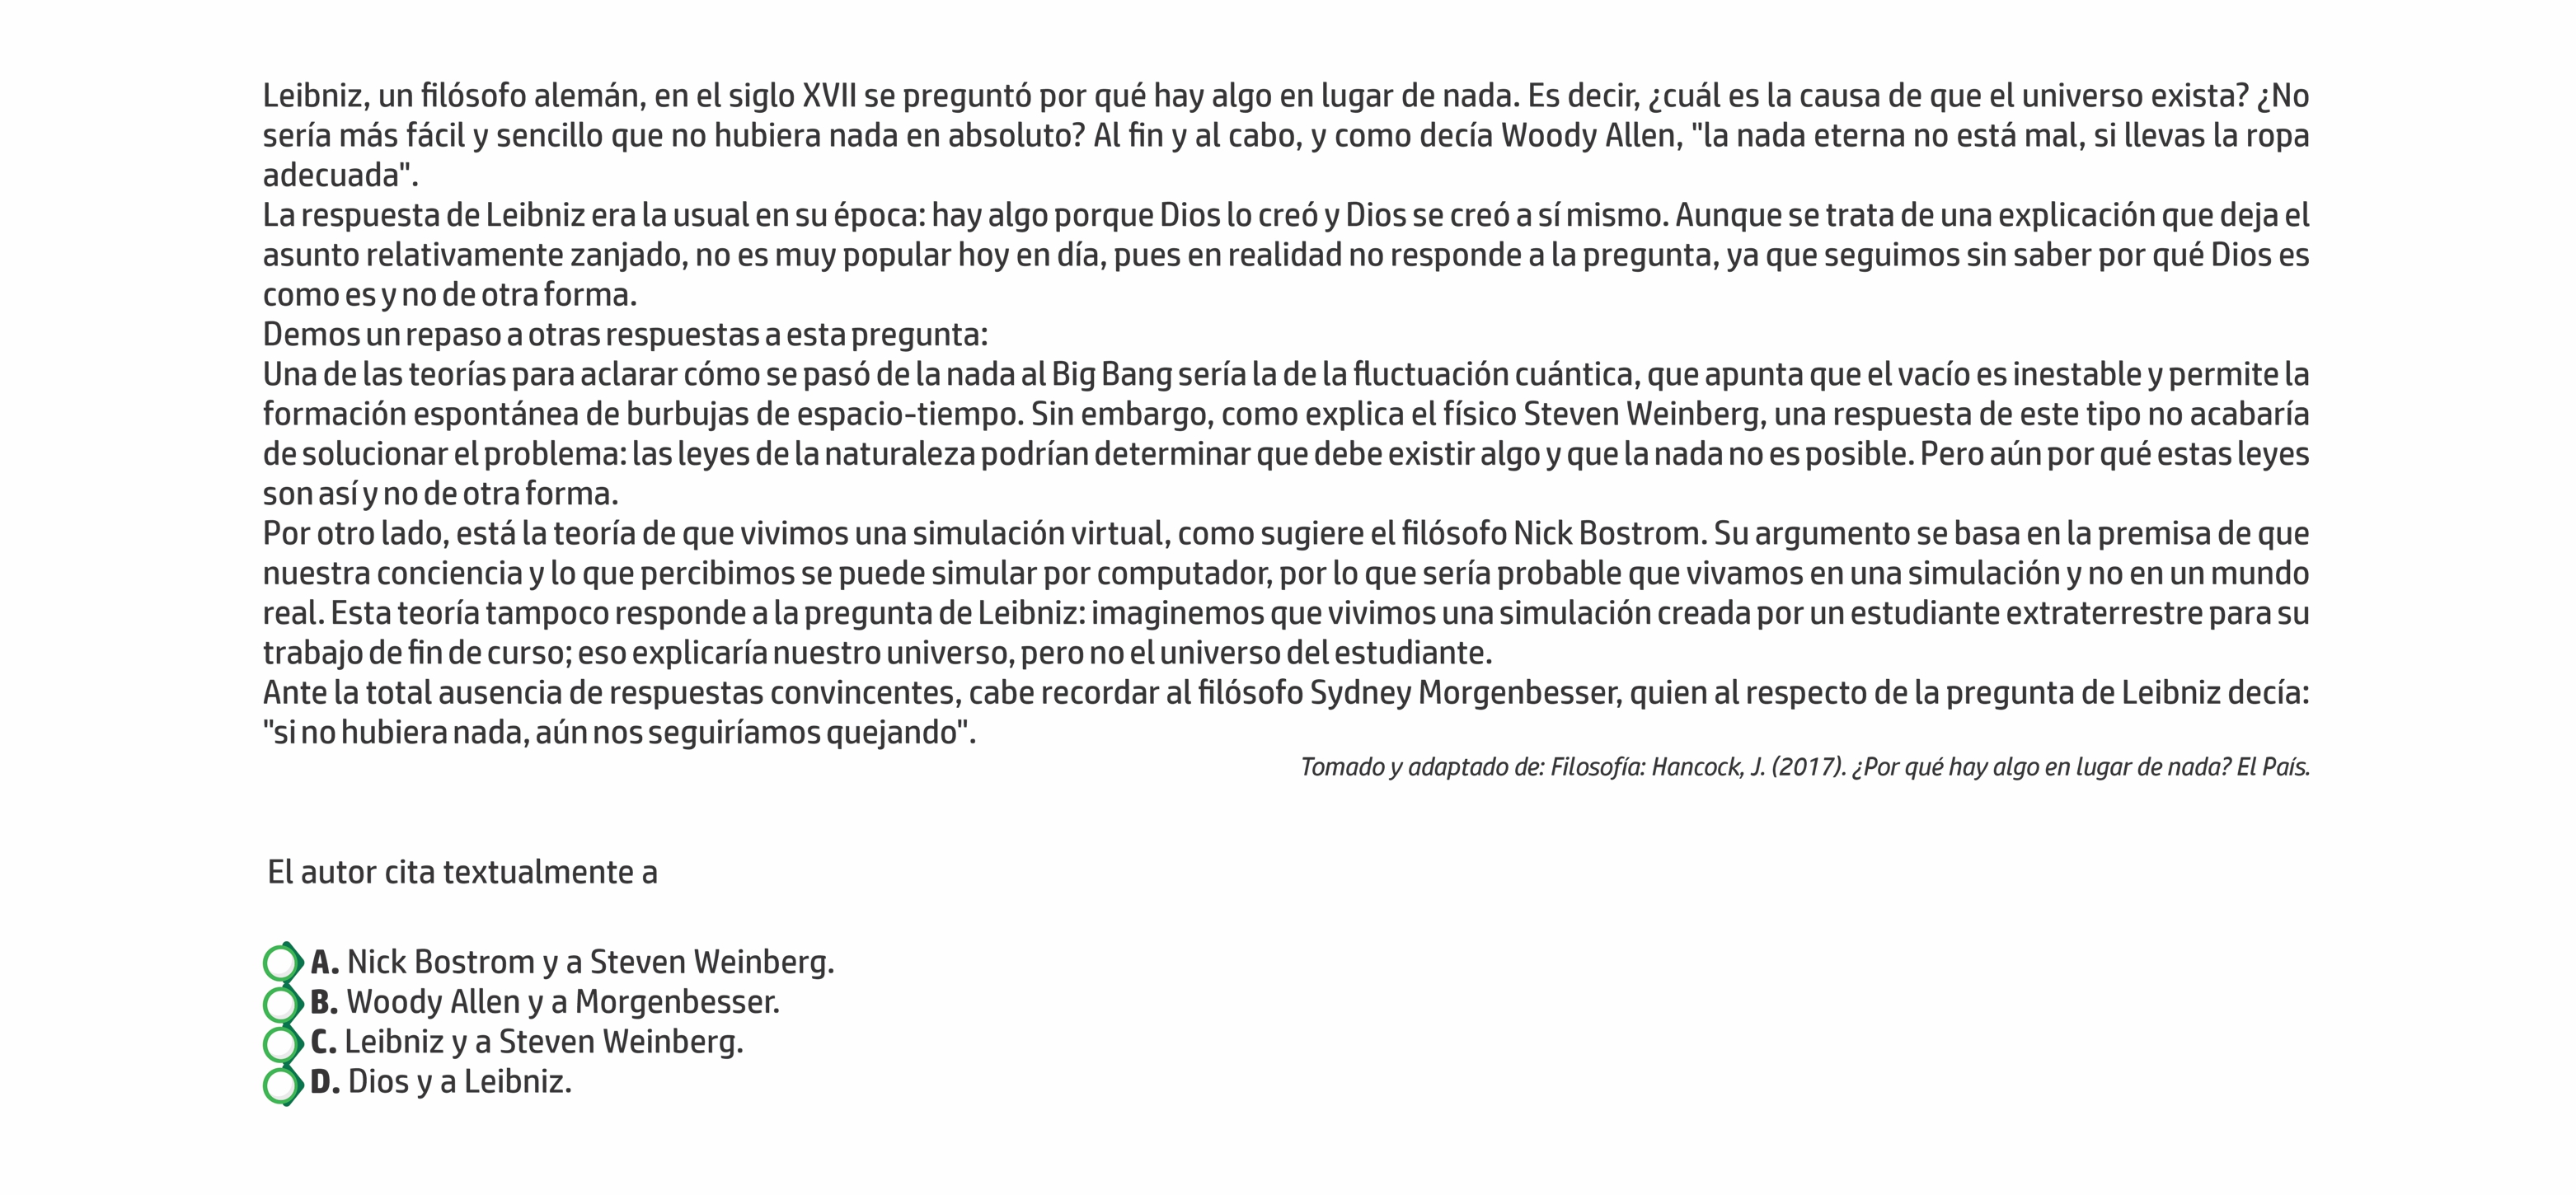 Leibniz, un filósofo alemán, en el siglo XVII se preguntó por qué hay algo en lugar de nada. Es decir, ¿cuál es la causa de que el universo exista? ¿No
sería más fácil y sencillo que no hubiera nada en absoluto? Al fin y al cabo, y como decía Woody Allen, "la nada eterna no está mal, si llevas la ropa
adecuada".
La respuesta de Leibniz era la usual en su época: hay algo porque Dios lo creó y Dios se creó a sí mismo. Aunque se trata de una explicación que deja el
asunto relativamente zanjado, no es muy popular hoy en día, pues en realidad no responde a la pregunta, ya que seguimos sin saber por qué Dios es
como es y no de otra forma.
Demos un repaso a otras respuestas a esta pregunta:
Una de las teorías para aclarar cómo se pasó de la nada al Big Bang sería la de la fluctuación cuántica, que apunta que el vacío es inestable y permite la
formación espontánea de burbujas de espacio-tiempo. Sin embargo, como explica el físico Steven Weinberg, una respuesta de este tipo no acabaría
de solucionar el problema: las leyes de la naturaleza podrían determinar que debe existir algo y que la nada no es posible. Pero aún por qué estas leyes
son así y no de otra forma.
Por otro lado, está la teoría de que vivimos una simulación virtual, como sugiere el filósofo Nick Bostrom. Su argumento se basa en la premisa de que
nuestra conciencia y lo que percibimos se puede simular por computador, por lo que sería probable que vivamos en una simulación y no en un mundo
real. Esta teoría tampoco responde a la pregunta de Leibniz: imaginemos que vivimos una simulación creada por un estudiante extraterrestre para su
trabajo de fin de curso; eso explicaría nuestro universo, pero no el universo del estudiante.
Ante la total ausencia de respuestas convincentes, cabe recordar al filósofo Sydney Morgenbesser, quien al respecto de la pregunta de Leibniz decía:
"si no hubiera nada, aún nos seguiríamos quejando".
Tomado y adaptado de: Filosofía: Hancock, J. (2017). ¿Por qué hay algo en lugar de nada? El País.
El autor cita textualmente a
A. Nick Bostrom y a Steven Weinberg.
B. Woody Allen y a Morgenbesser.
C. Leibniz y a Steven Weinberg.
D. Dios y a Leibniz.